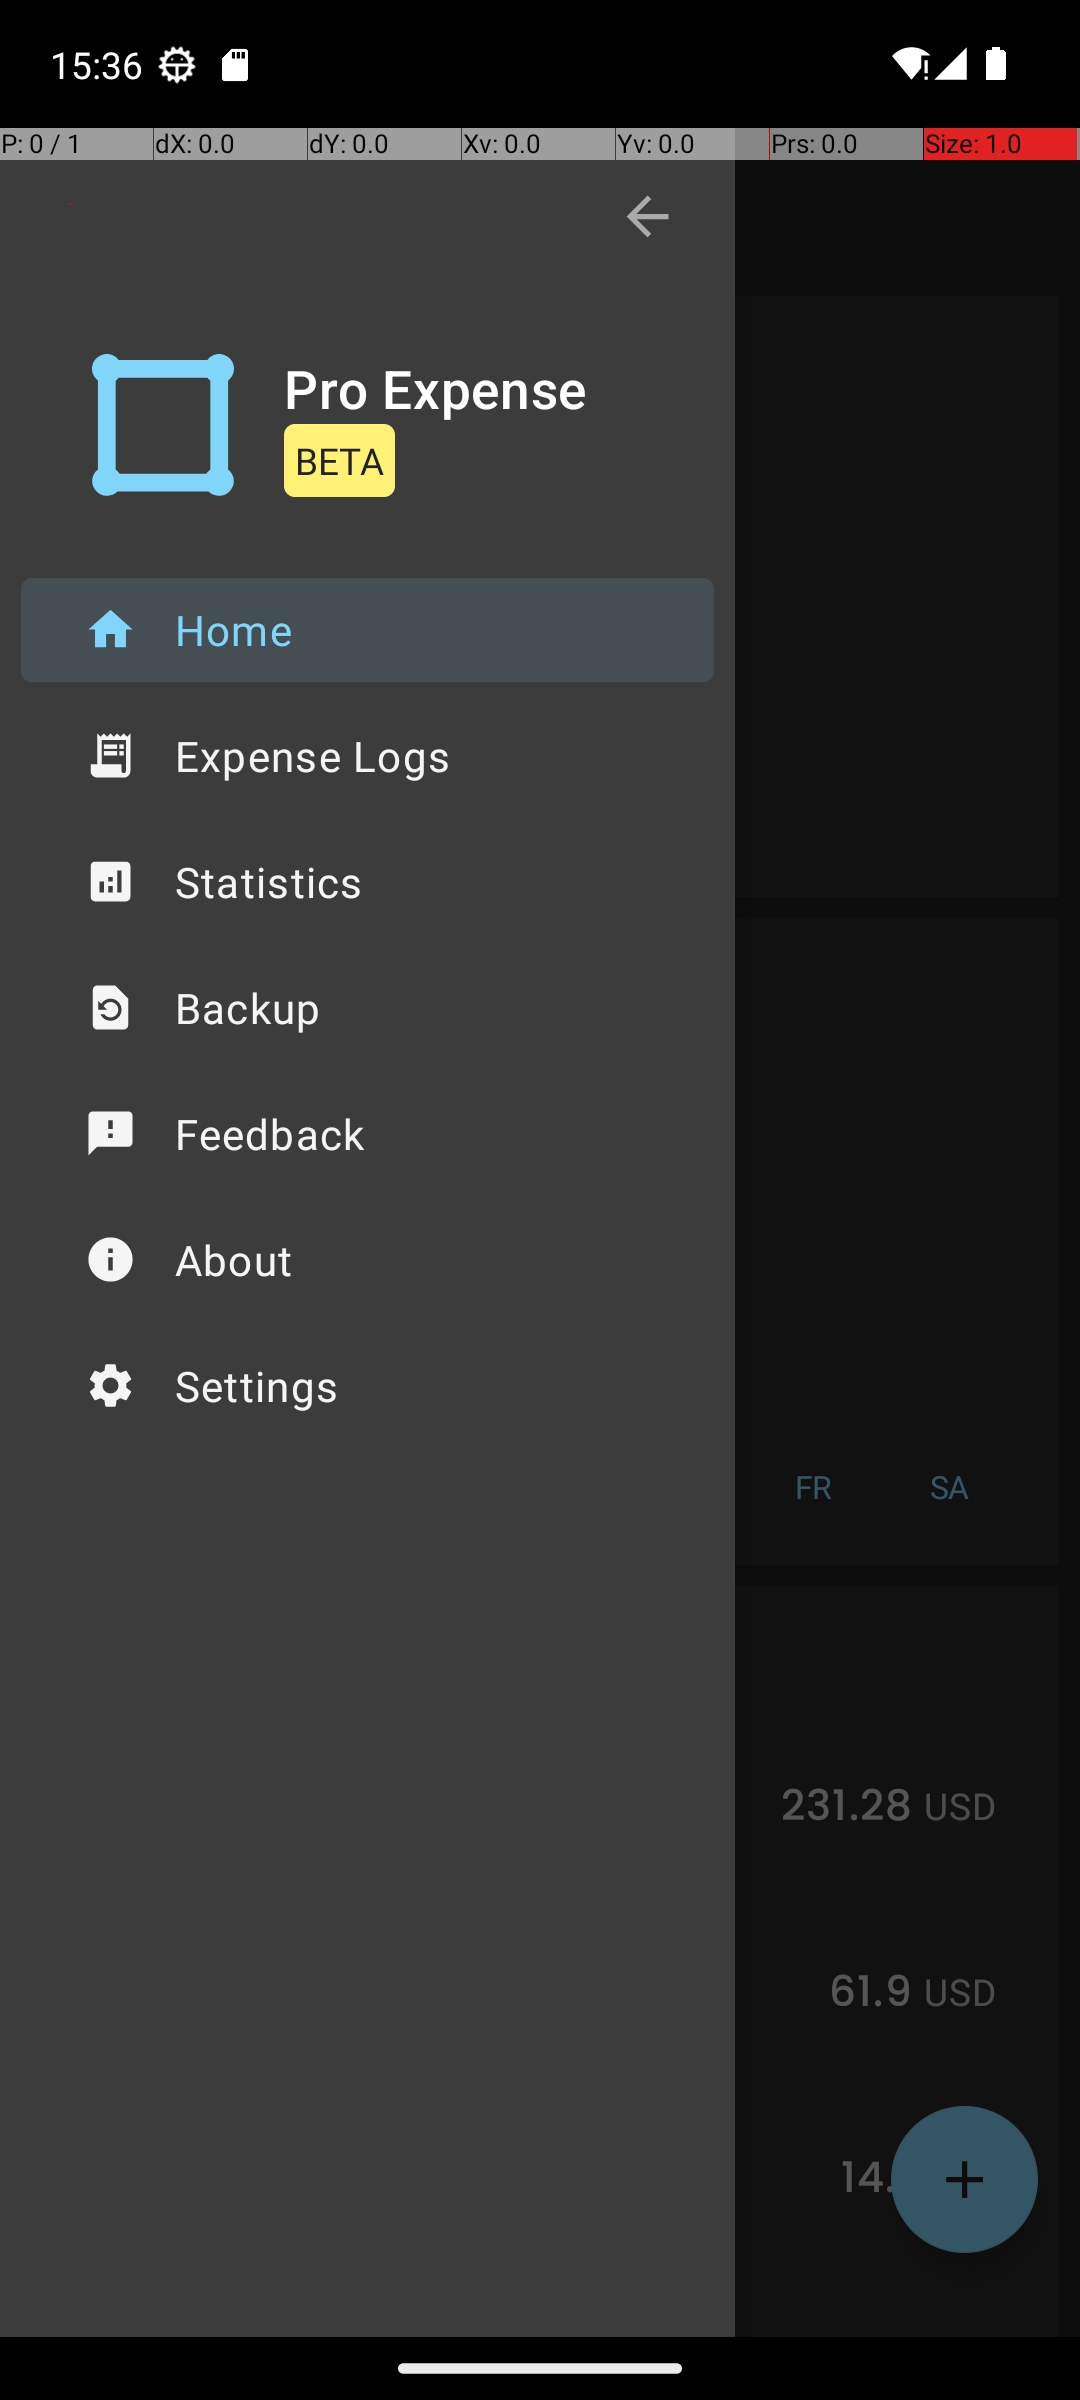 15:36
P: 0 / 1 dX: 0.0 dY: 0.0 Xv: 0.0 Yv: 0.0 Prs: 0.0 Size: 1.0
Pro Expense
BETA
Home
Expense Logs
Statistics
Backup
Feedback
About
Settings
FR SA
231.28 USD
61.9 USD
14.